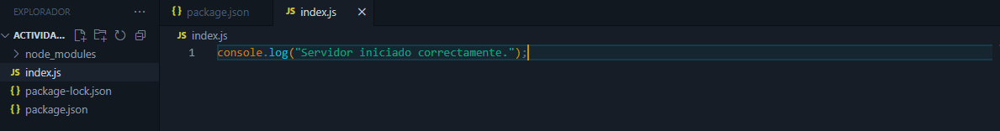 EXPLORADOR ···
ACTIVIDA...
node_modules
JS index.js
{} package-lock.json
{} package.json
{} package.json
JS index.js
JS index.js
1 console.log("Servidor iniciado correctamente.");